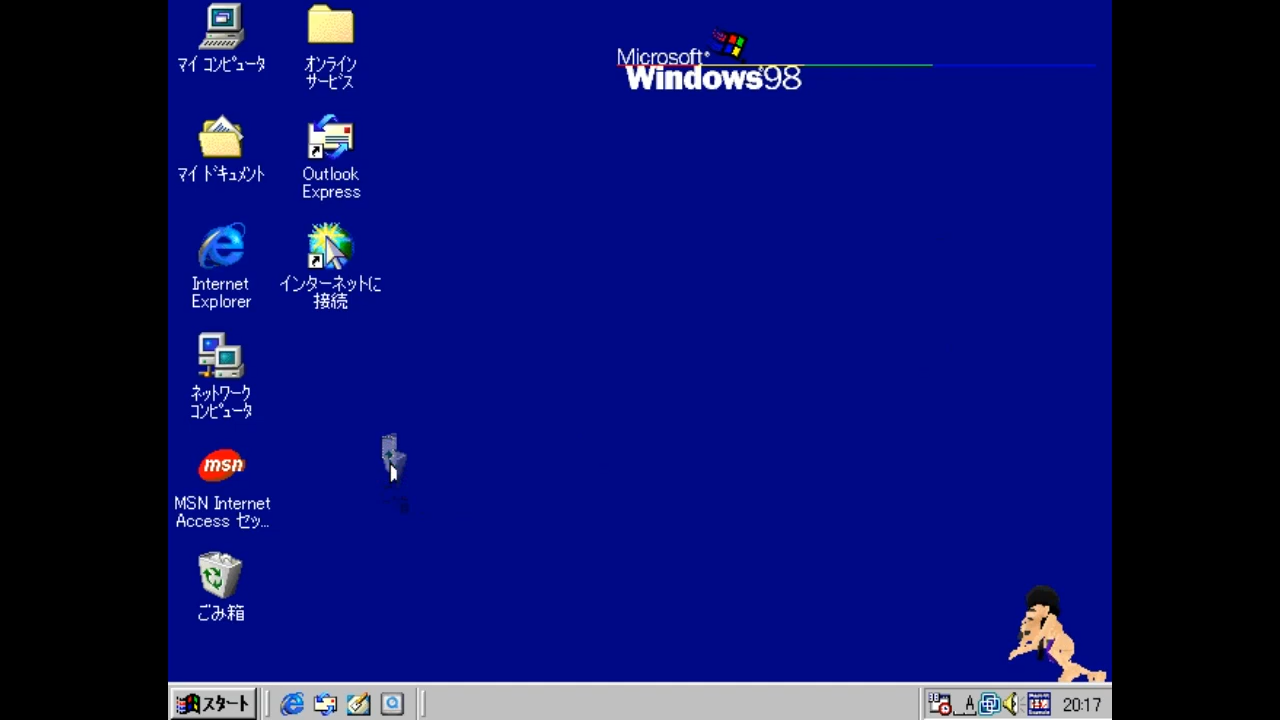 マイ コンピュータ
オンライン
サービス
Microsoft®
Windows®98
マイ ドキュメント
Outlook
Express
Internet
Explorer
インターネットに
接続
ネットワーク
コンピュータ
msn
MSN Internet
Access セッ...
ごみ箱
スタート
A
20:17